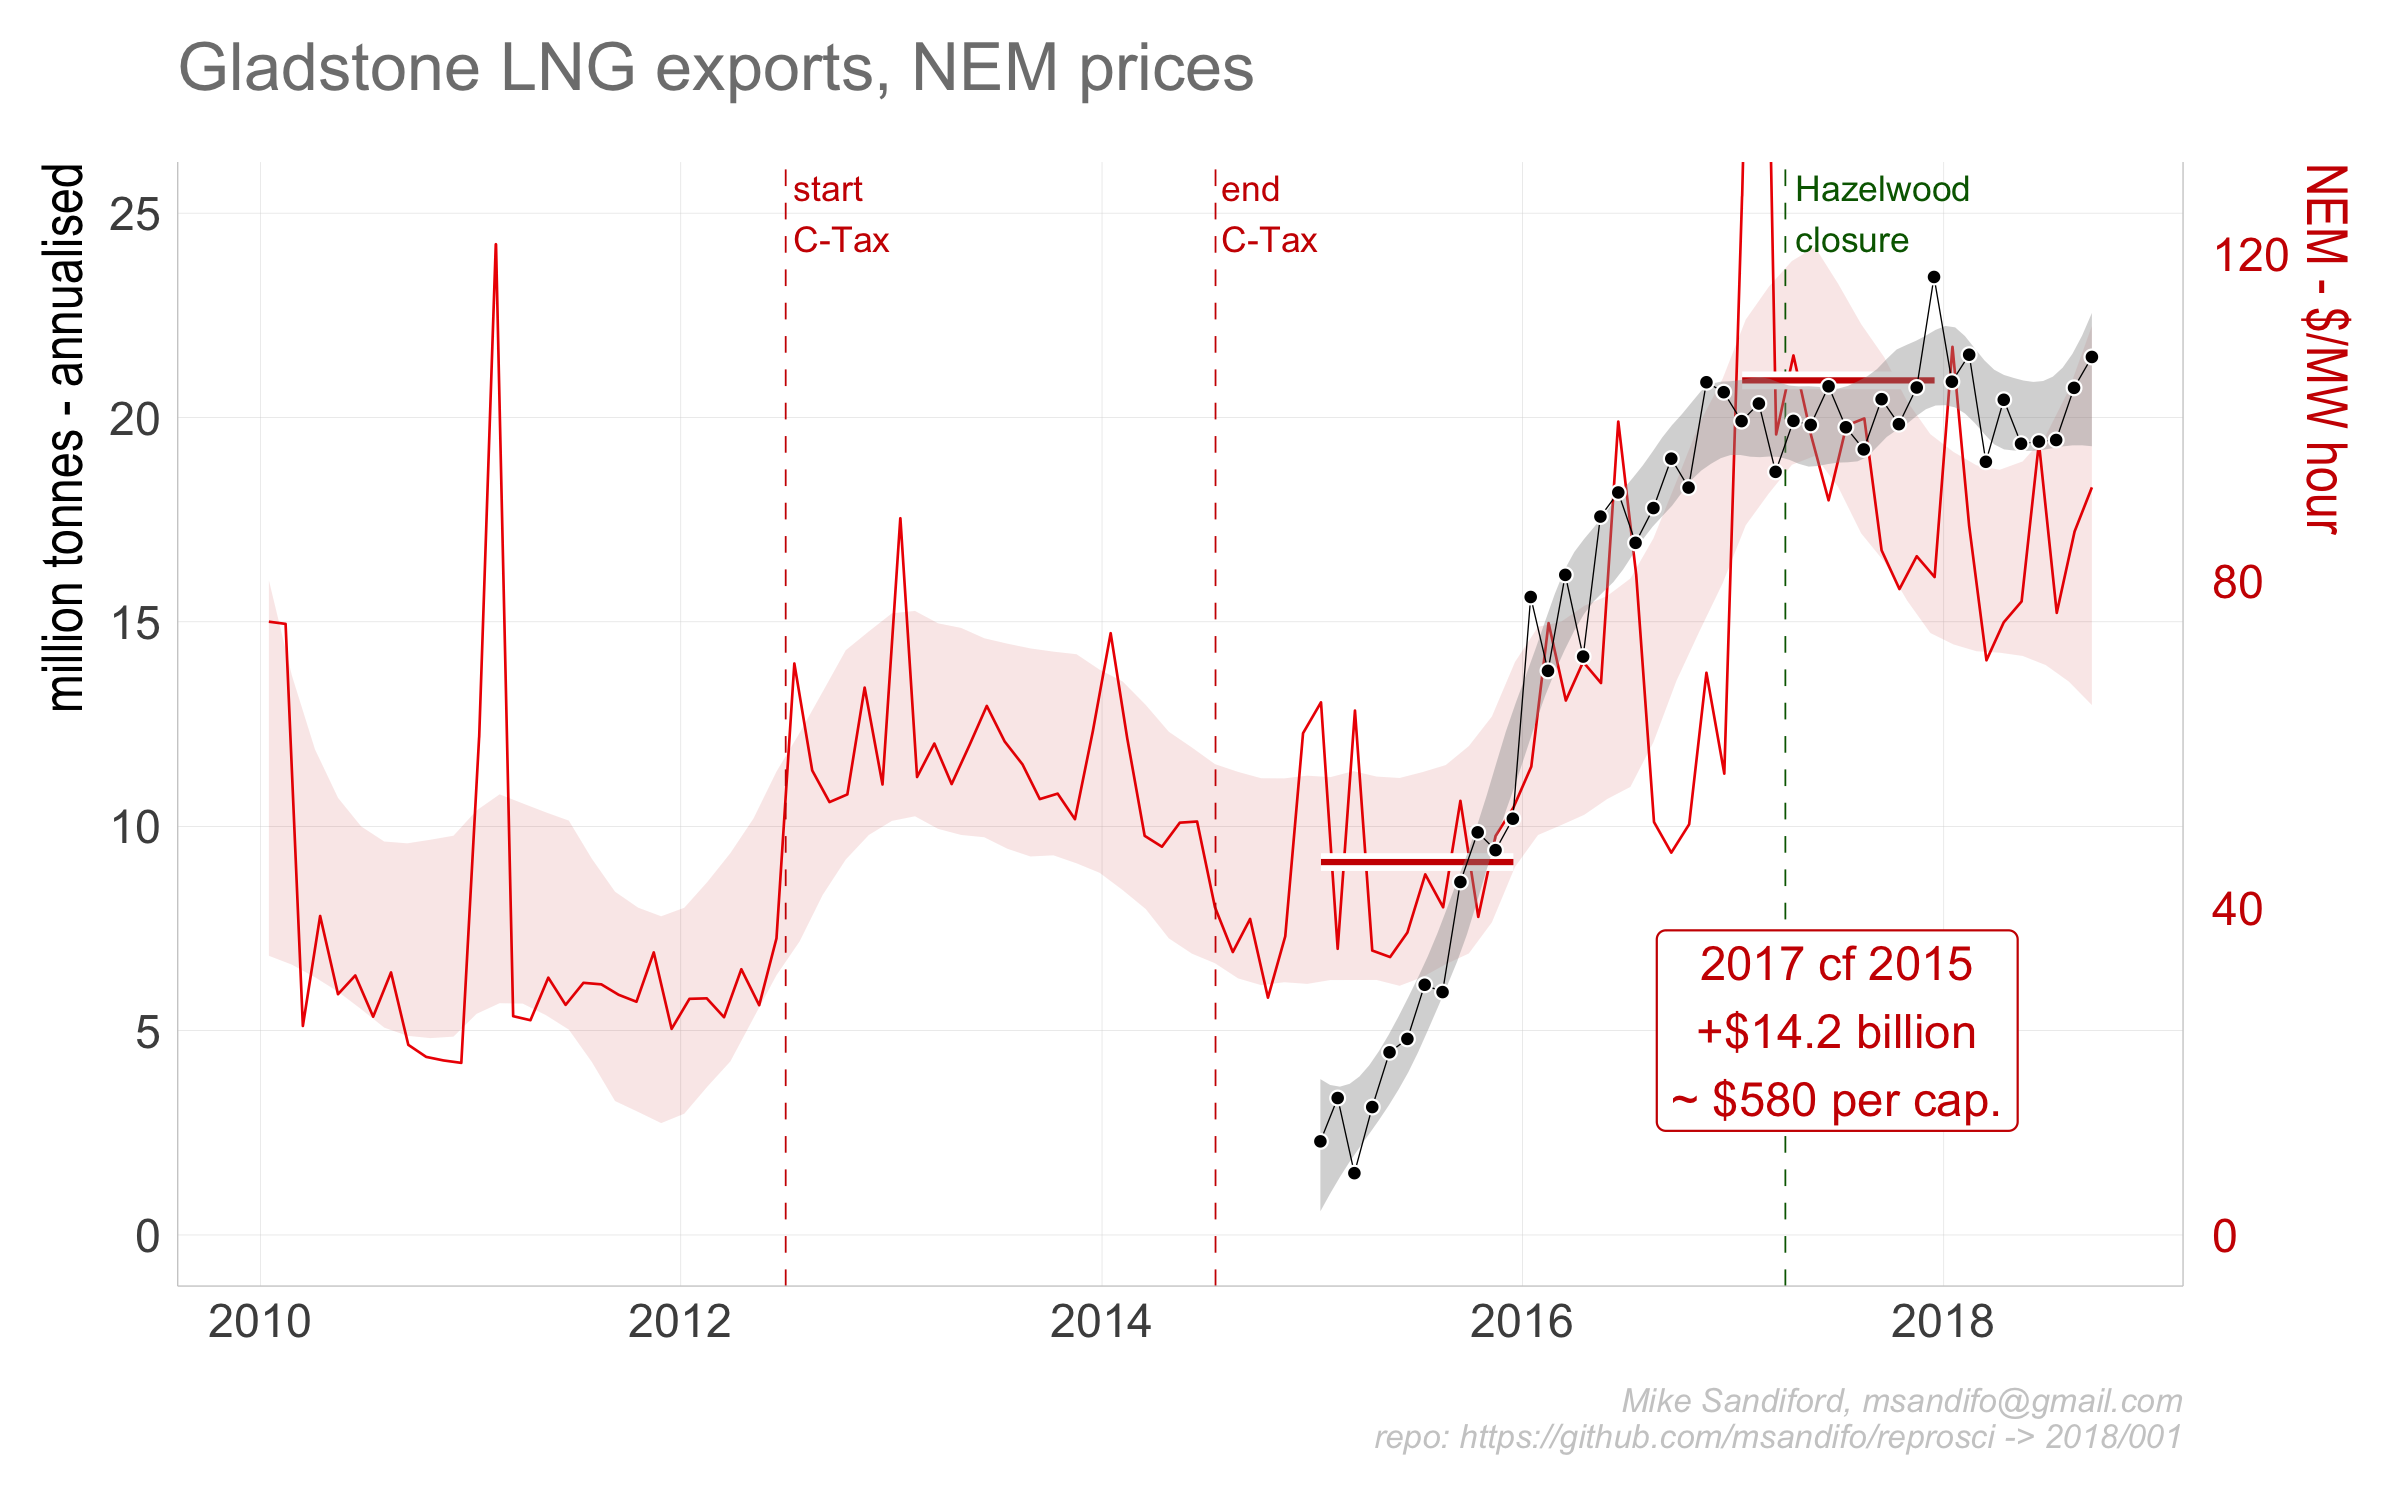 Gladstone LNG exports, NEM prices
million tonnes - annualised
NEM - $/MW hour
start
C-Tax
end
C-Tax
Hazelwood
closure
25
20
15
10
5
0
120
80
40
0
2017 cf 2015
+$14.2 billion
~ $580 per cap.
2010
2012
2014
2016
2018
Mike Sandiford, msandifo@gmail.com
repo: https://github.com/msandifo/reprosci -> 2018/001